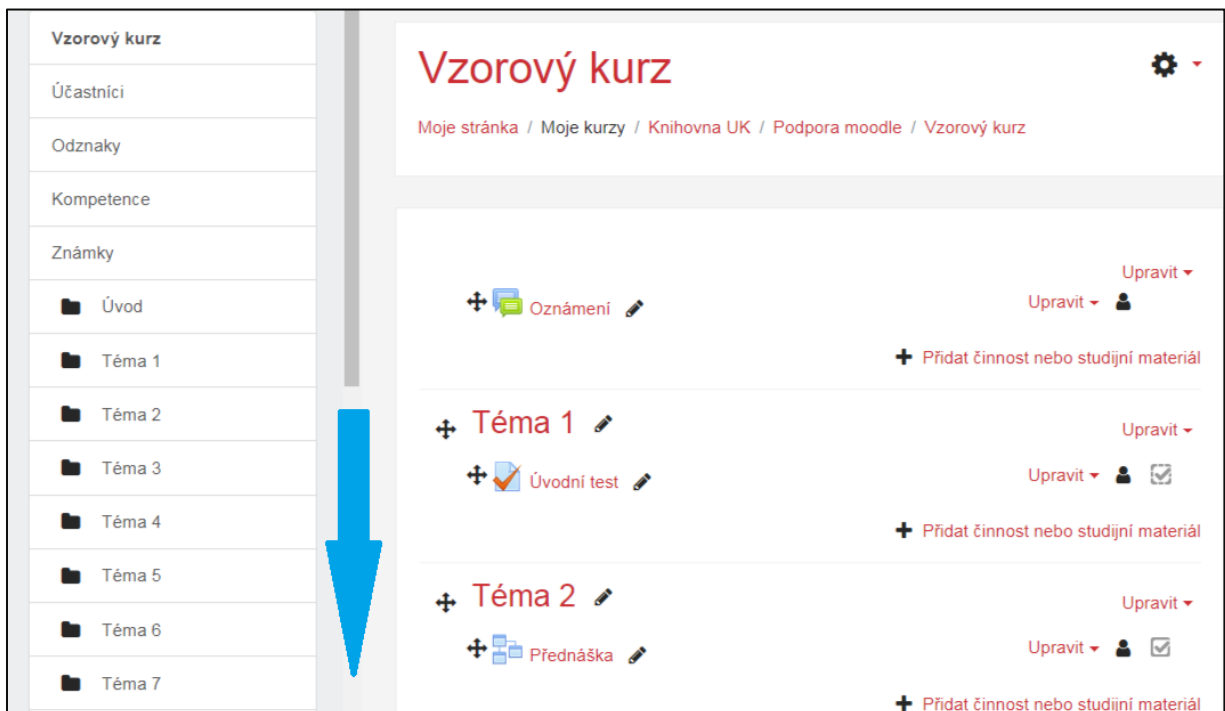 Vzorový kurz
Účastníci
Odznaky
Kompetence
Známky
Úvod
Téma 1
Téma 2
Téma 3
Téma 4
Téma 5
Téma 6
Téma 7
Vzorový kurz
Moje stránka / Moje kurzy / Knihovna UK / Podpora moodle / Vzorový kurz
Upravit
Oznámení Upravit
Přidat činnost nebo studijní materiál
Téma 1
Upravit
Úvodní test Upravit
Přidat činnost nebo studijní materiál
Téma 2
Upravit
Přednáška Upravit
Přidat činnost nebo studijní materiál